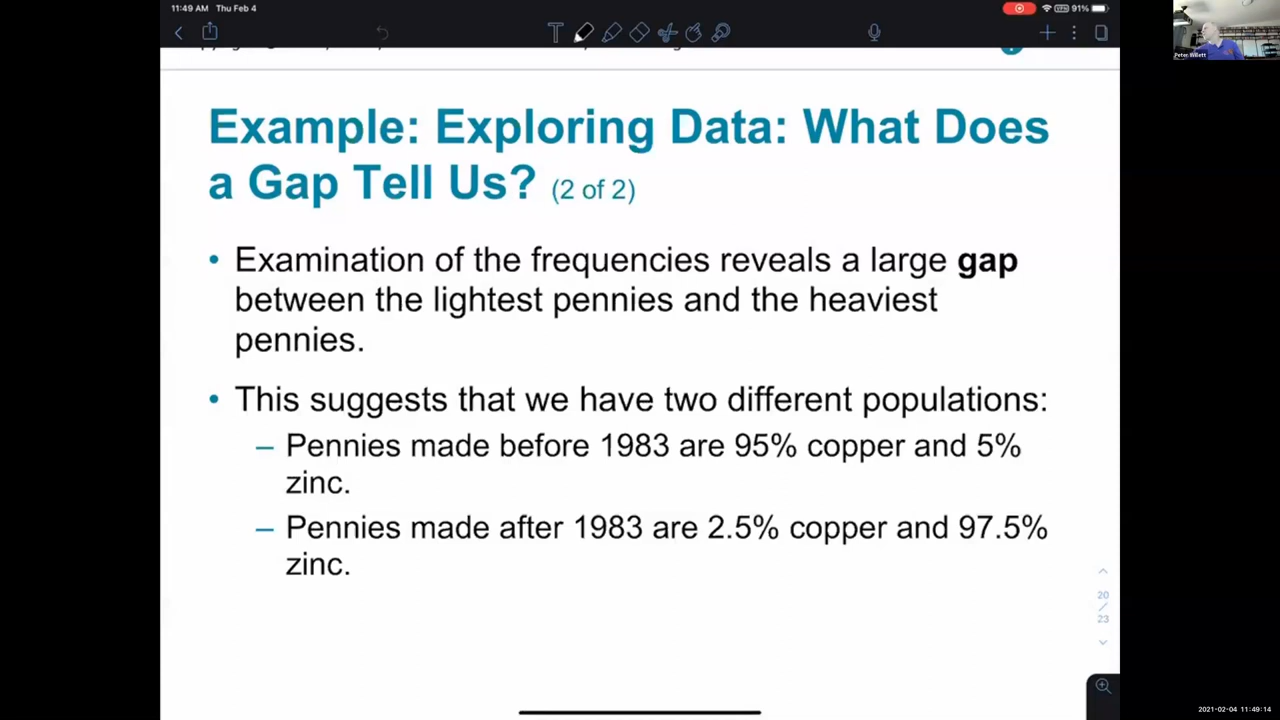 11:49 AM Thu Feb 4
VPN 91%
Example: Exploring Data: What Does
a Gap Tell Us? (2 of 2)
• Examination of the frequencies reveals a large gap
between the lightest pennies and the heaviest
pennies.
• This suggests that we have two different populations:
– Pennies made before 1983 are 95% copper and 5%
zinc.
– Pennies made after 1983 are 2.5% copper and 97.5%
zinc.
20
/
23
Peter Willett
2021-02-04 11:49:14